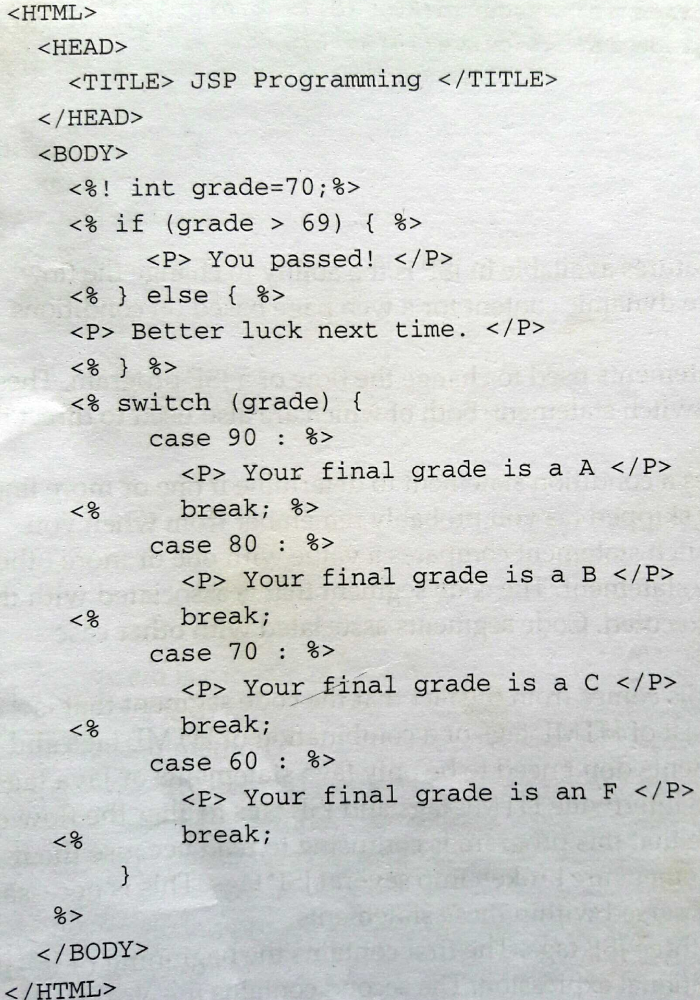 <HTML>
<HEAD>
<TITLE> JSP Programming </TITLE>
</HEAD>
<BODY>
<%! int grade=70;%>
<% if (grade > 69) { %>
<P> You passed! </P>
<% } else { %>
<P> Better luck next time. </P>
<% } %>
<% switch (grade) {
case 90 : %>
<P> Your final grade is a A </P>
<% break; %>
case 80 : %>
<P> Your final grade is a B </P>
<% break;
case 70 : %>
<P> Your final grade is a C </P>
<% break;
case 60 : %>
<P> Your final grade is an F </P>
<% break;
}
%>
</BODY>
</HTML>